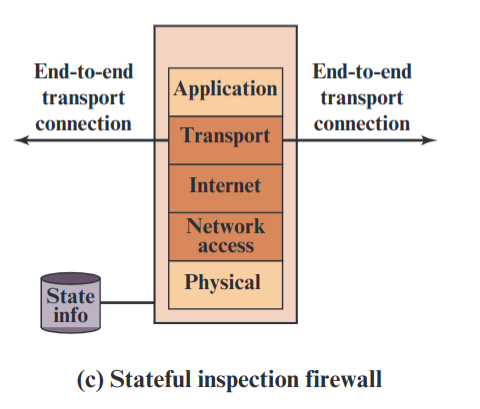 End-to-end
transport
connection
End-to-end
transport
connection
Application
Transport
Internet
Network
access
Physical
State
info
(c) Stateful inspection firewall